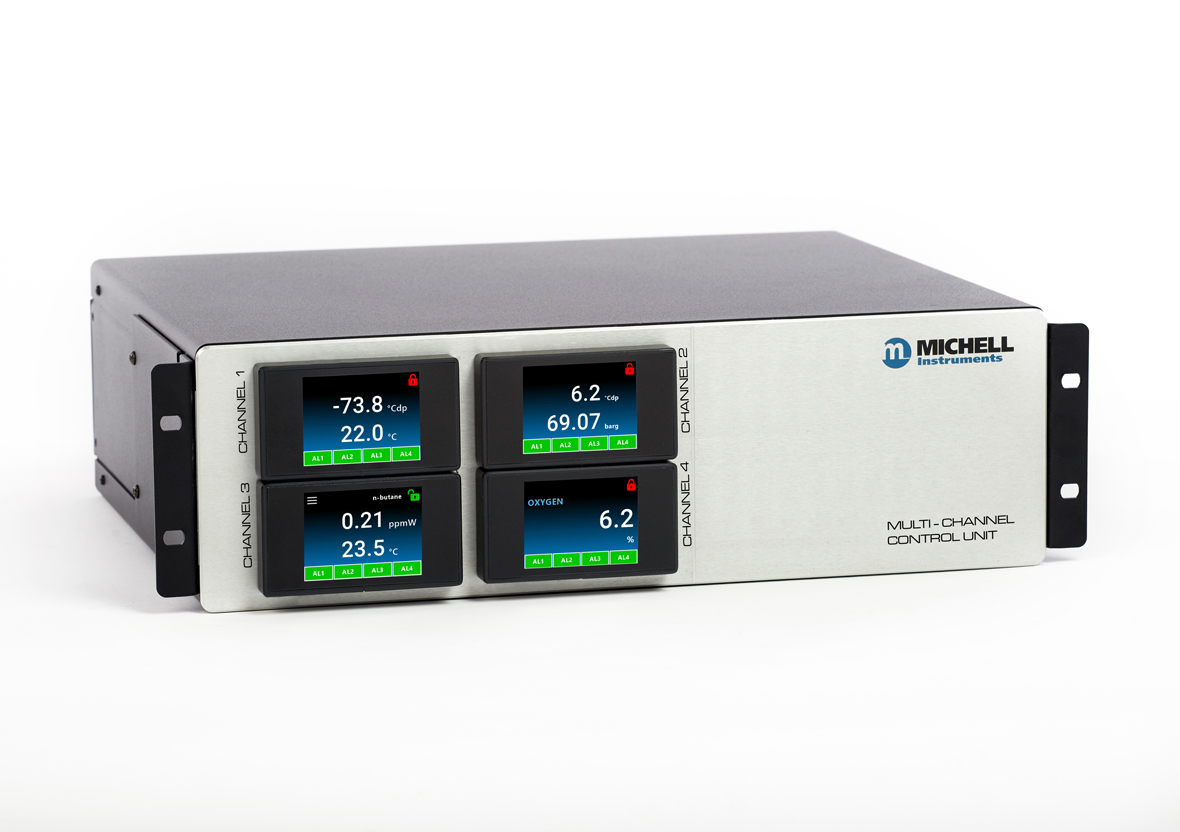 CHANNEL 1
-73.8 °Cdp
22.0 °C
AL1 AL2 AL3 AL4
CHANNEL 2
6.2 °Cdp
69.07 barg
AL1 AL2 AL3 AL4
CHANNEL 3
n-butane
0.21 ppmW
23.5 °C
AL1 AL2 AL3 AL4
CHANNEL 4
OXYGEN
6.2
%
AL1 AL2 AL3 AL4
m MICHELL
Instruments
MULTI - CHANNEL
CONTROL UNIT